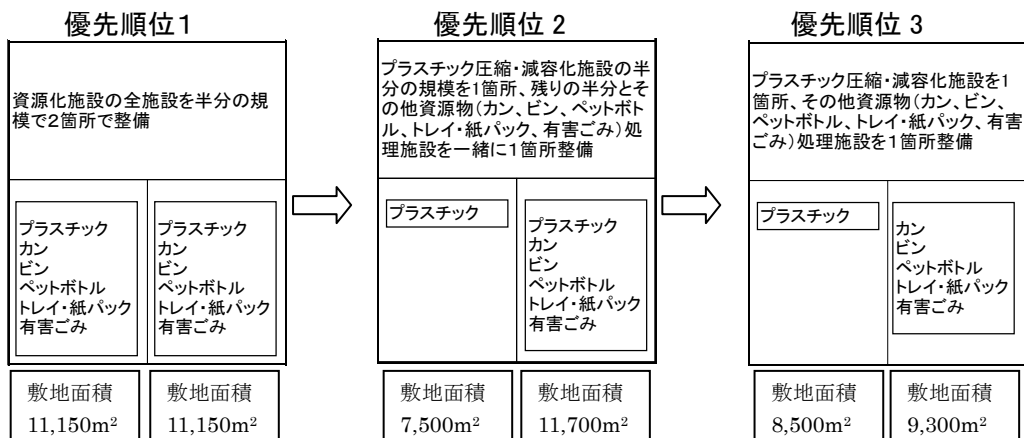 優先順位1
資源化施設の全施設を半分の規
模で2箇所で整備
プラスチック
カン
ビン
ペットボトル
トレイ・紙パック
有害ごみ
プラスチック
カン
ビン
ペットボトル
トレイ・紙パック
有害ごみ
敷地面積
11,150m²
敷地面積
11,150m²
優先順位 2
プラスチック圧縮・減容化施設の半
分の規模を1箇所、残りの半分とそ
の他資源物(カン、ビン、ペットボト
ル、トレイ・紙パック、有害ごみ)処
理施設を一緒に1箇所整備
プラスチック
プラスチック
カン
ビン
ペットボトル
トレイ・紙パック
有害ごみ
敷地面積
7,500m²
敷地面積
11,700m²
優先順位 3
プラスチック圧縮・減容化施設を1
箇所、その他資源物(カン、ビン、
ペットボトル、トレイ・紙パック、有害
ごみ)処理施設を1箇所整備
プラスチック
カン
ビン
ペットボトル
トレイ・紙パック
有害ごみ
敷地面積
8,500m²
敷地面積
9,300m²